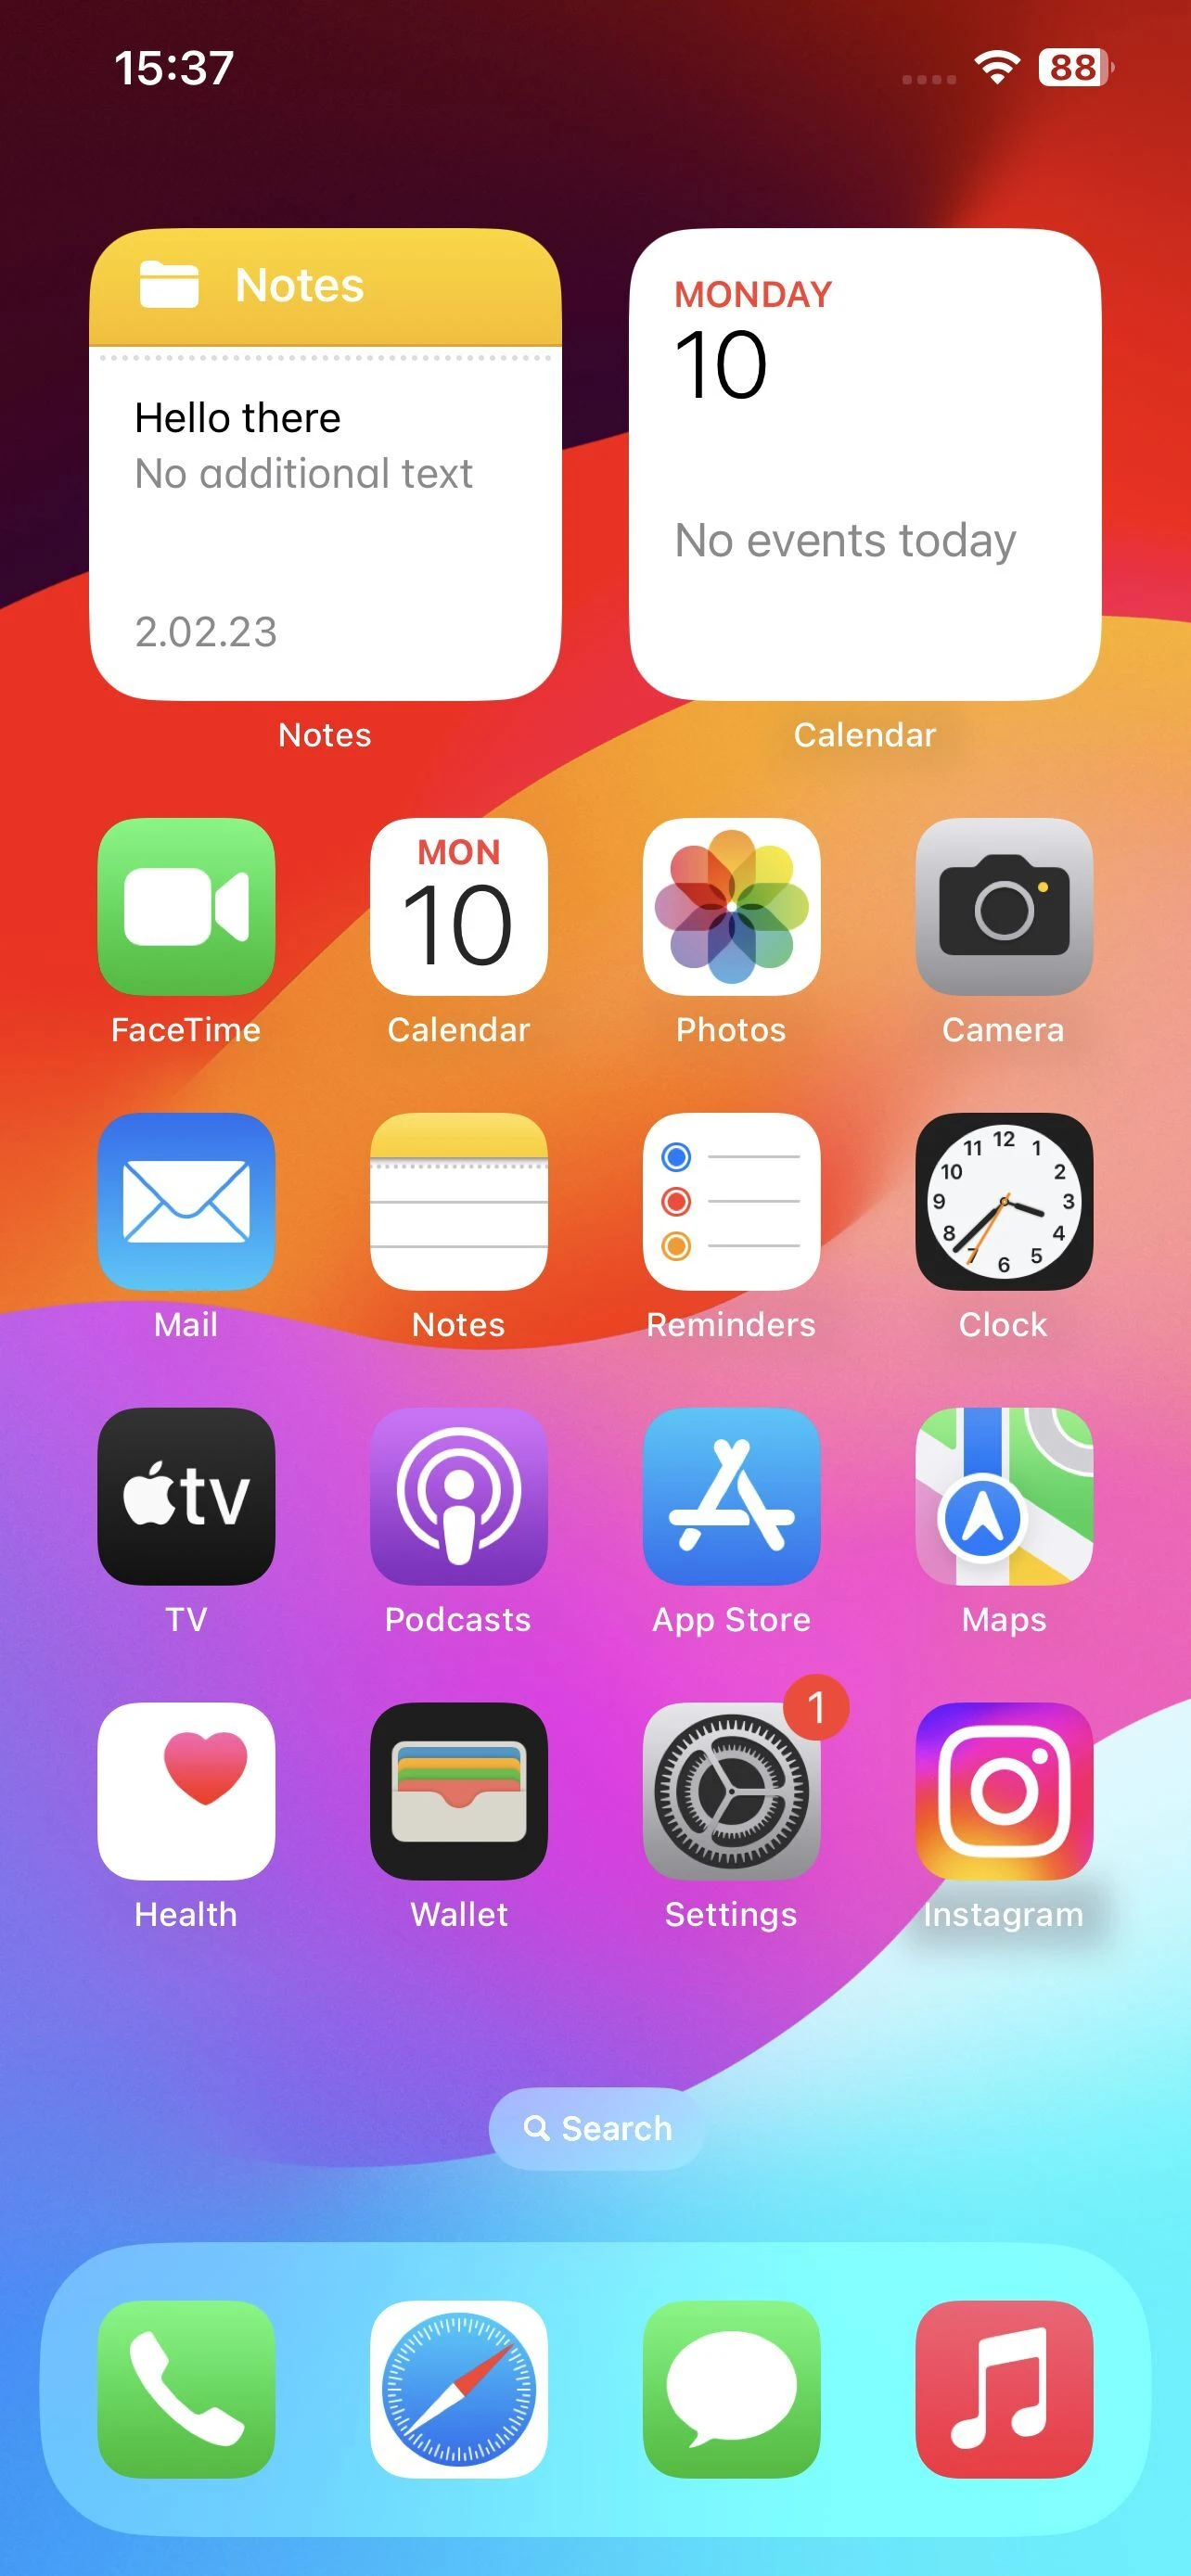 15:37
88
Notes
Hello there
No additional text
2.02.23
Notes
MONDAY
10
No events today
Calendar
FaceTime
MON
10
Calendar
Photos
Camera
Mail
Notes
Reminders
12
11 1
10 2
9 3
8 4
7 5
6
Clock
tv
TV
Podcasts
App Store
Maps
Health
Wallet
1
Settings
Instagram
Search